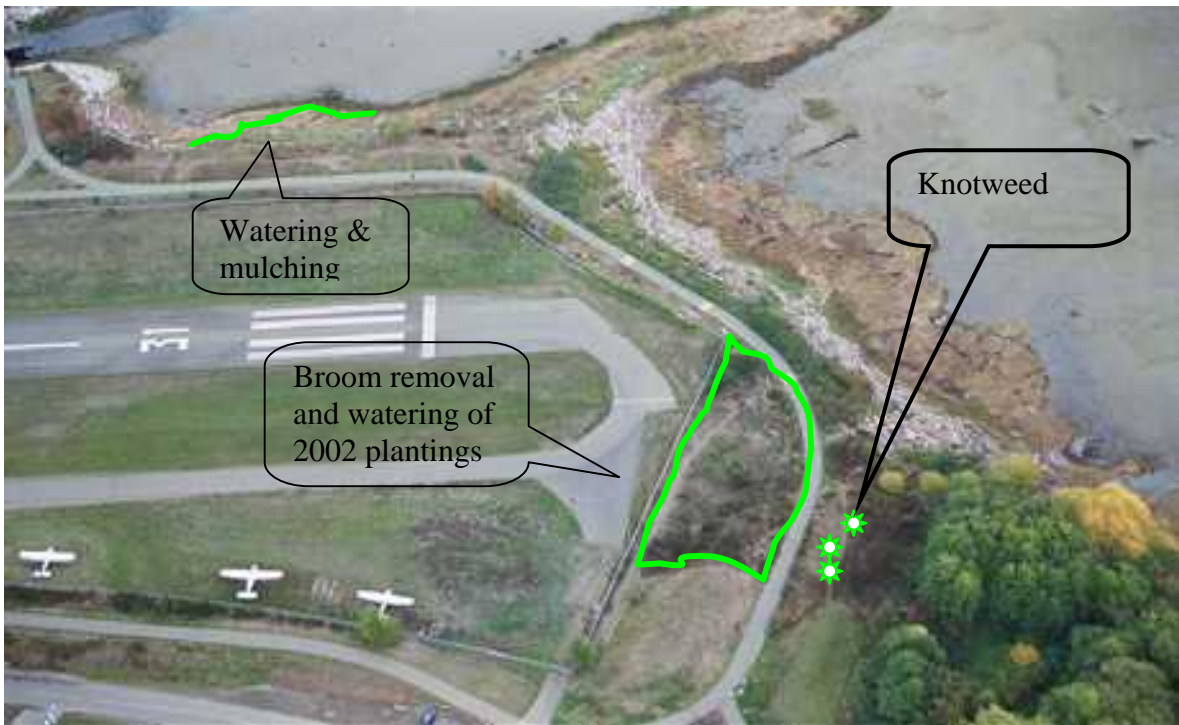 Knotweed
Watering &
mulching
Broom removal
and watering of
2002 plantings